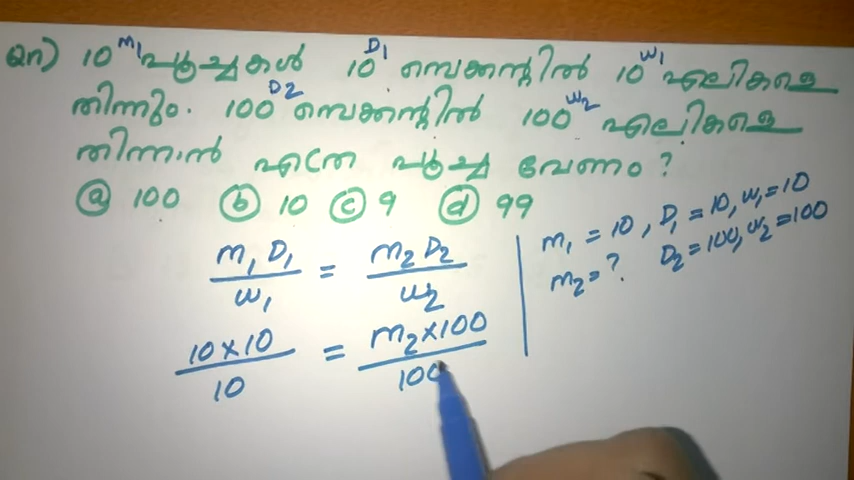 Qn) 10 M₁ പൂച്ചകൾ 10 D₁ സെക്കന്റിൽ 10 W₁ എലികളെ
തിന്നും. 100 D₂ സെക്കന്റിൽ 100 W₂ എലികളെ
തിന്നാൻ എത്ര പൂച്ച വേണം?
ⓐ 100 ⓑ 10 ⓒ 9 ⓓ 99
M₁ D₁ / W₁ = M₂ D₂ / W₂
10 × 10 / 10 = M₂ × 100 / 100
M₁ = 10, D₁ = 10, W₁ = 10
M₂ = ? D₂ = 100, W₂ = 100